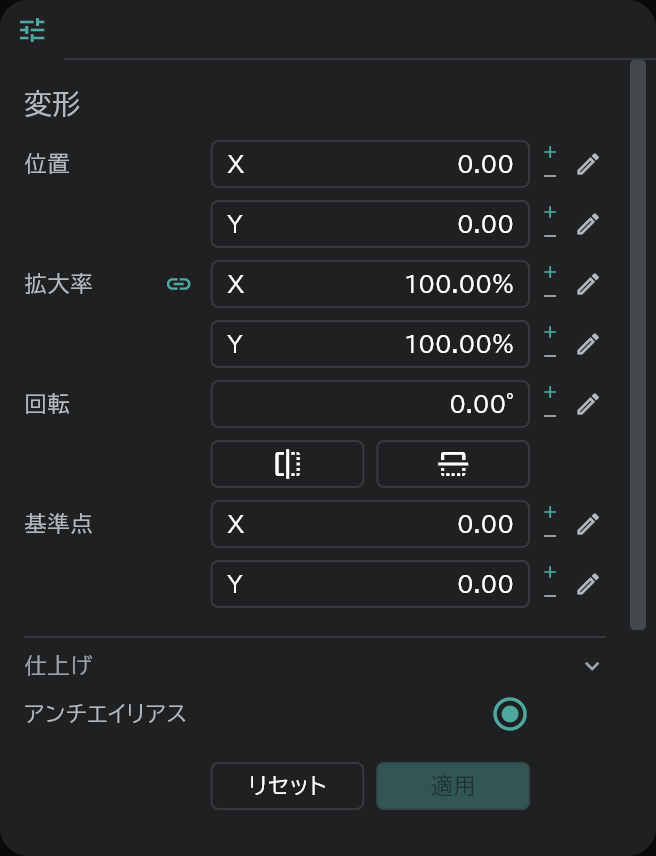 変形
位置 X 0.00
Y 0.00
拡大率 X 100.00%
Y 100.00%
回転 0.00°
基準点 X 0.00
Y 0.00
仕上げ
アンチエイリアス
リセット 適用